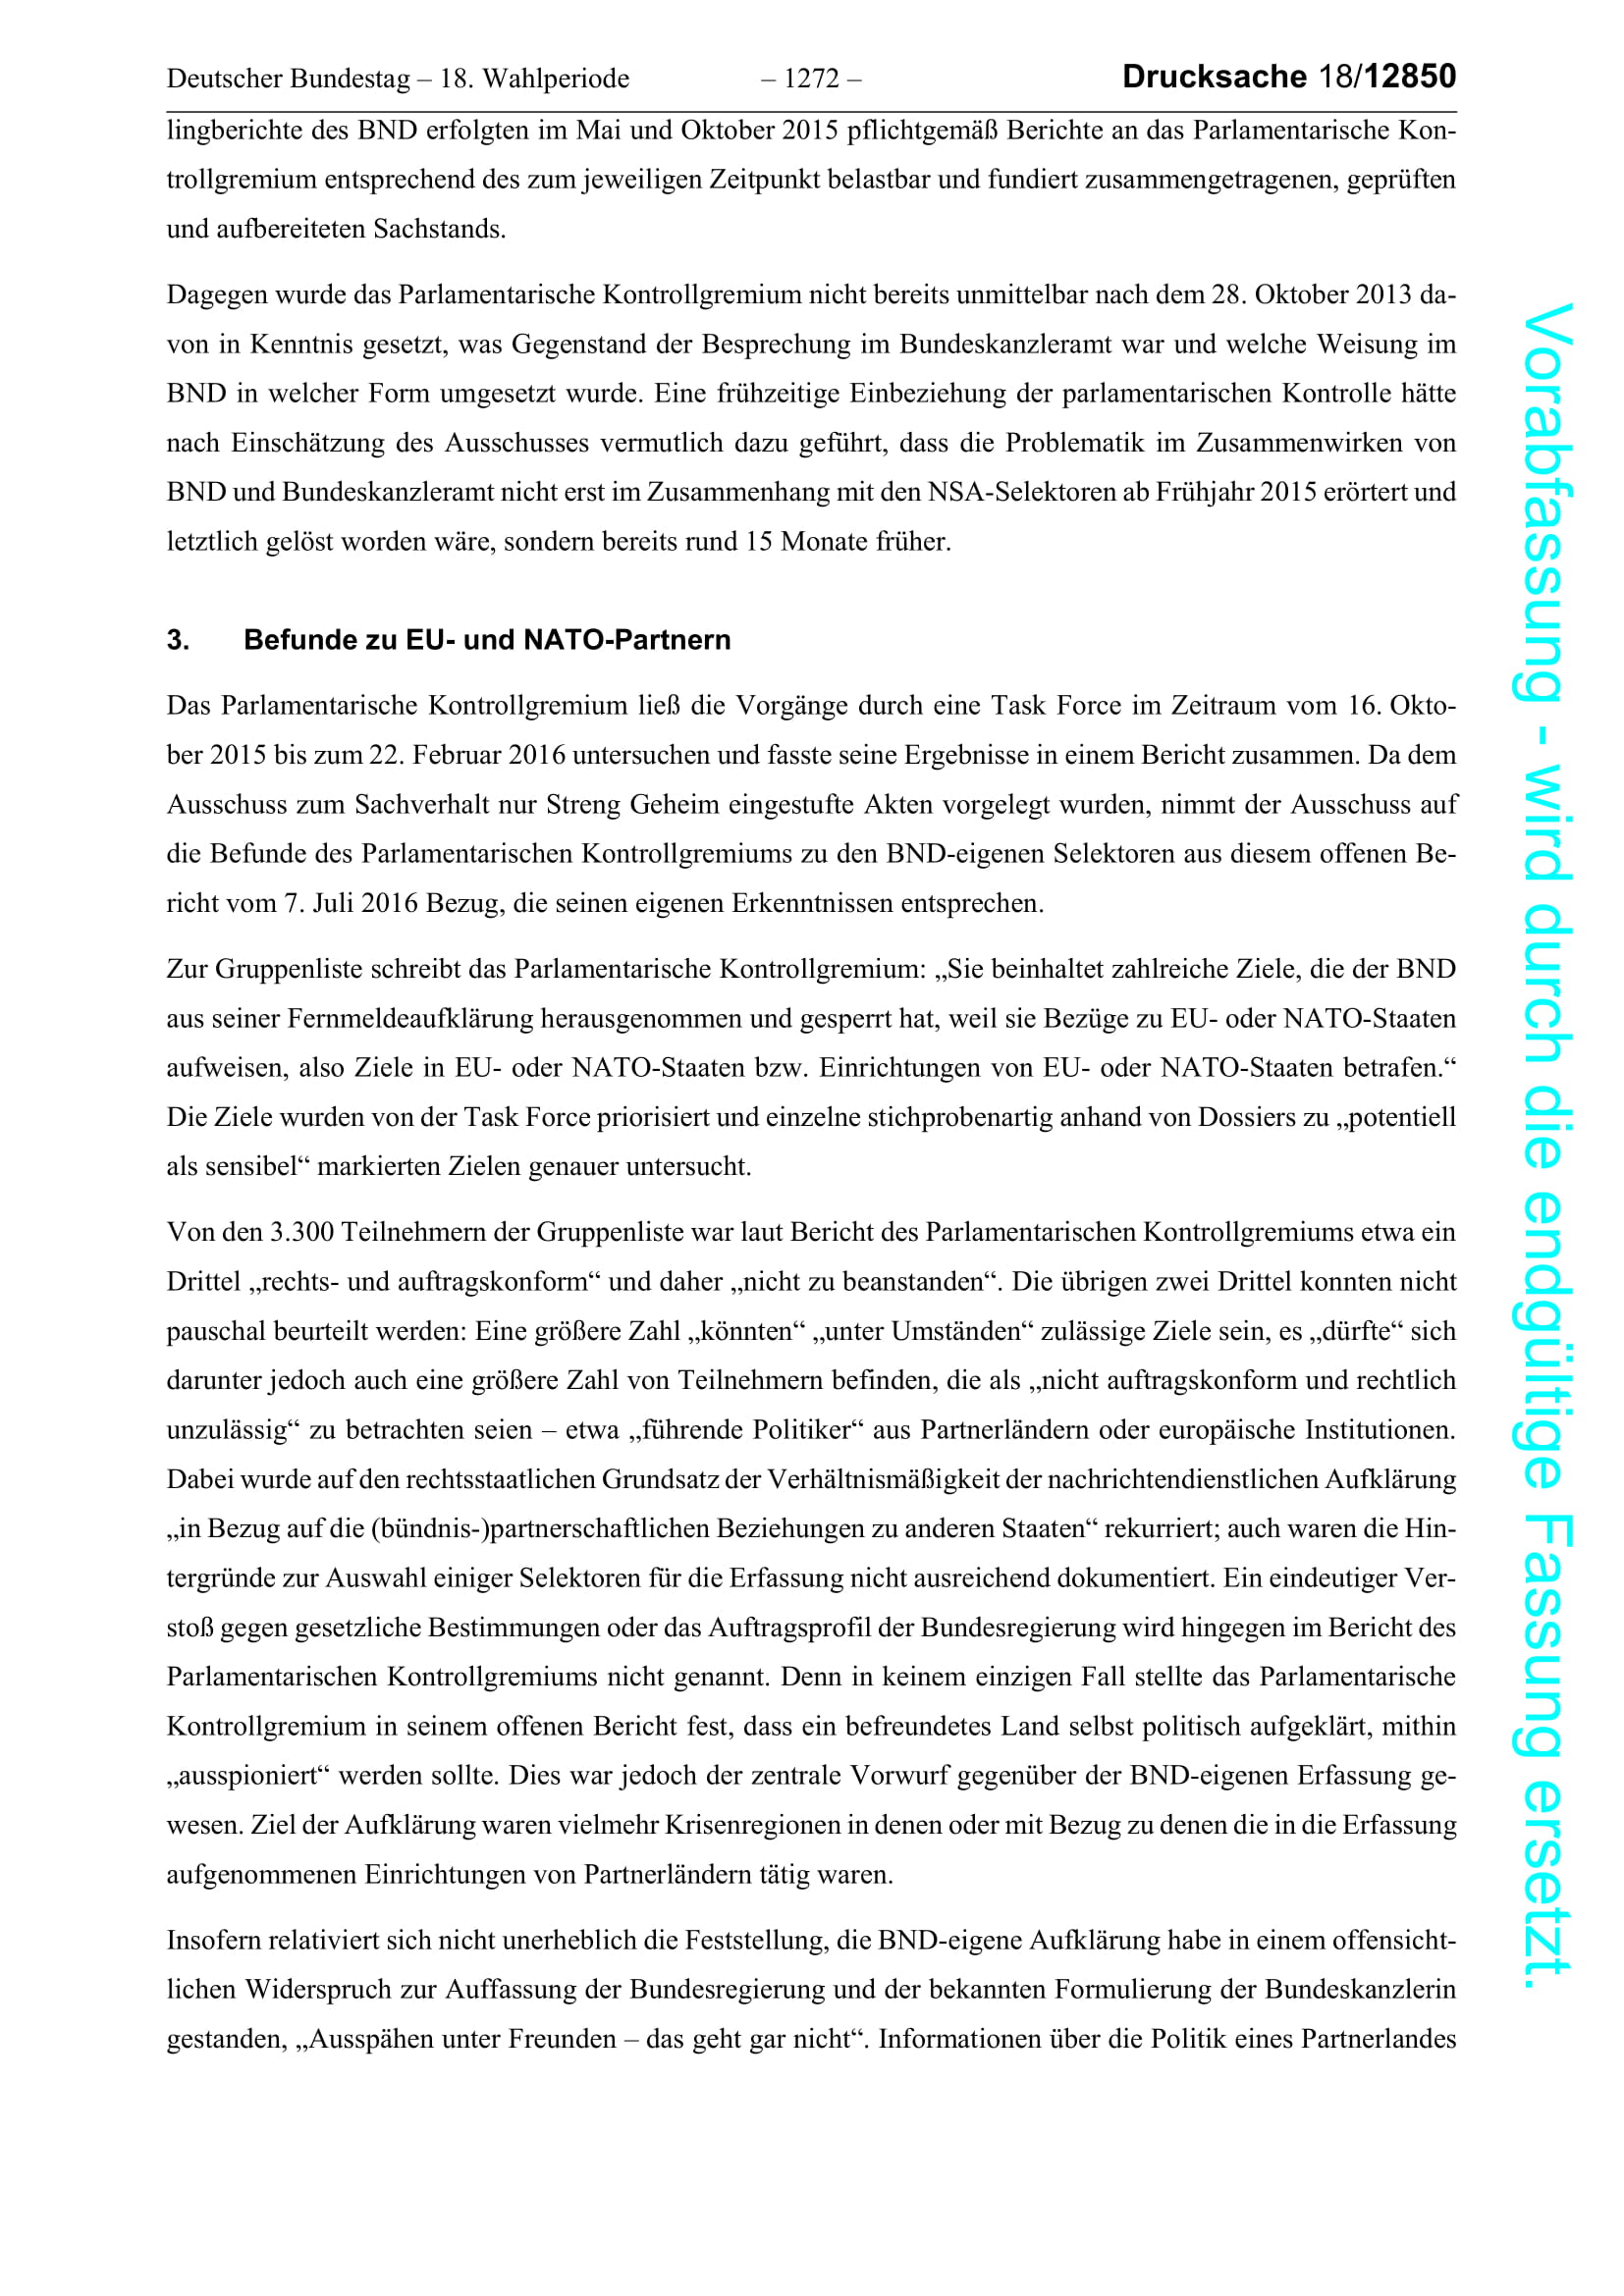 Deutscher Bundestag – 18. Wahlperiode – 1272 – Drucksache 18/12850
lingberichte des BND erfolgten im Mai und Oktober 2015 pflichtgemäß Berichte an das Parlamentarische Kon-
trollgremium entsprechend des zum jeweiligen Zeitpunkt belastbar und fundiert zusammengetragenen, geprüften
und aufbereiteten Sachstands.
Dagegen wurde das Parlamentarische Kontrollgremium nicht bereits unmittelbar nach dem 28. Oktober 2013 da-
von in Kenntnis gesetzt, was Gegenstand der Besprechung im Bundeskanzleramt war und welche Weisung im
BND in welcher Form umgesetzt wurde. Eine frühzeitige Einbeziehung der parlamentarischen Kontrolle hätte
nach Einschätzung des Ausschusses vermutlich dazu geführt, dass die Problematik im Zusammenwirken von
BND und Bundeskanzleramt nicht erst im Zusammenhang mit den NSA-Selektoren ab Frühjahr 2015 erörtert und
letztlich gelöst worden wäre, sondern bereits rund 15 Monate früher.
3. Befunde zu EU- und NATO-Partnern
Das Parlamentarische Kontrollgremium ließ die Vorgänge durch eine Task Force im Zeitraum vom 16. Okto-
ber 2015 bis zum 22. Februar 2016 untersuchen und fasste seine Ergebnisse in einem Bericht zusammen. Da dem
Ausschuss zum Sachverhalt nur Streng Geheim eingestufte Akten vorgelegt wurden, nimmt der Ausschuss auf
die Befunde des Parlamentarischen Kontrollgremiums zu den BND-eigenen Selektoren aus diesem offenen Be-
richt vom 7. Juli 2016 Bezug, die seinen eigenen Erkenntnissen entsprechen.
Zur Gruppenliste schreibt das Parlamentarische Kontrollgremium: „Sie beinhaltet zahlreiche Ziele, die der BND
aus seiner Fernmeldeaufklärung herausgenommen und gesperrt hat, weil sie Bezüge zu EU- oder NATO-Staaten
aufweisen, also Ziele in EU- oder NATO-Staaten bzw. Einrichtungen von EU- oder NATO-Staaten betrafen.“
Die Ziele wurden von der Task Force priorisiert und einzelne stichprobenartig anhand von Dossiers zu „potentiell
als sensibel“ markierten Zielen genauer untersucht.
Von den 3.300 Teilnehmern der Gruppenliste war laut Bericht des Parlamentarischen Kontrollgremiums etwa ein
Drittel „rechts- und auftragskonform“ und daher „nicht zu beanstanden“. Die übrigen zwei Drittel konnten nicht
pauschal beurteilt werden: Eine größere Zahl „könnten“ „unter Umständen“ zulässige Ziele sein, es „dürfte“ sich
darunter jedoch auch eine größere Zahl von Teilnehmern befinden, die als „nicht auftragskonform und rechtlich
unzulässig“ zu betrachten seien – etwa „führende Politiker“ aus Partnerländern oder europäische Institutionen.
Dabei wurde auf den rechtsstaatlichen Grundsatz der Verhältnismäßigkeit der nachrichtendienstlichen Aufklärung
„in Bezug auf die (bündnis-)partnerschaftlichen Beziehungen zu anderen Staaten“ rekurriert; auch waren die Hin-
tergründe zur Auswahl einiger Selektoren für die Erfassung nicht ausreichend dokumentiert. Ein eindeutiger Ver-
stoß gegen gesetzliche Bestimmungen oder das Auftragsprofil der Bundesregierung wird hingegen im Bericht des
Parlamentarischen Kontrollgremiums nicht genannt. Denn in keinem einzigen Fall stellte das Parlamentarische
Kontrollgremium in seinem offenen Bericht fest, dass ein befreundetes Land selbst politisch aufgeklärt, mithin
„ausspioniert“ werden sollte. Dies war jedoch der zentrale Vorwurf gegenüber der BND-eigenen Erfassung ge-
wesen. Ziel der Aufklärung waren vielmehr Krisenregionen in denen oder mit Bezug zu denen die in die Erfassung
aufgenommenen Einrichtungen von Partnerländern tätig waren.
Insofern relativiert sich nicht unerheblich die Feststellung, die BND-eigene Aufklärung habe in einem offensicht-
lichen Widerspruch zur Auffassung der Bundesregierung und der bekannten Formulierung der Bundeskanzlerin
gestanden, „Ausspähen unter Freunden – das geht gar nicht“. Informationen über die Politik eines Partnerlandes
Vorabfassung - wird durch die endgültige Fassung ersetzt.